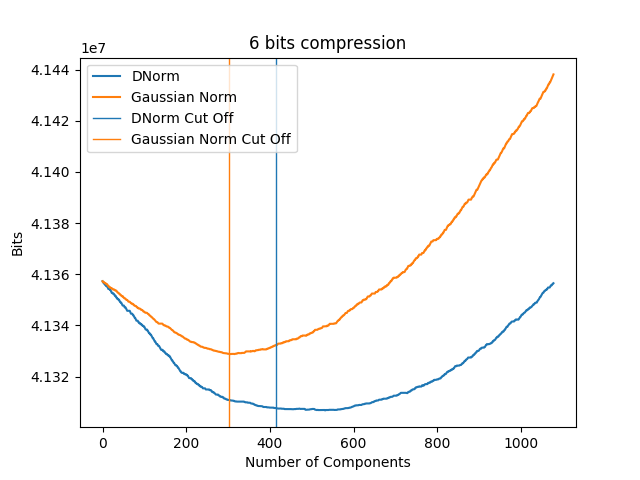 6 bits compression
1e7
4.144
4.142
4.140
4.138
4.136
4.134
4.132
Bits
DNorm
Gaussian Norm
DNorm Cut Off
Gaussian Norm Cut Off
0 200 400 600 800 1000
Number of Components